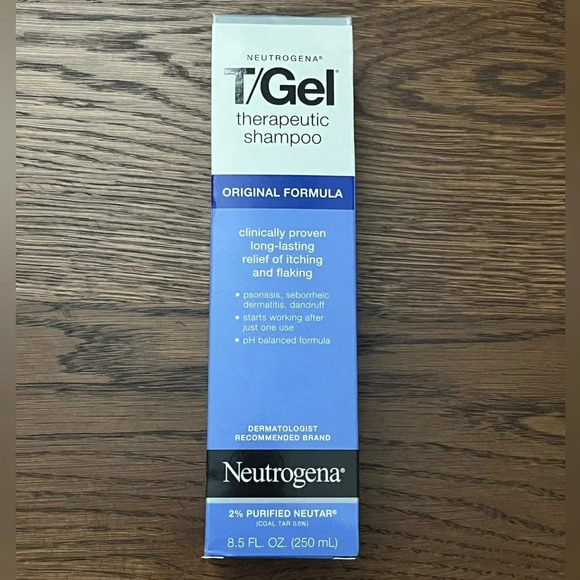 NEUTROGENA®
T/Gel®
therapeutic
shampoo
ORIGINAL FORMULA
clinically proven
long-lasting
relief of itching
and flaking
• psoriasis, seborrheic
dermatitis, dandruff
• starts working after
just one use
• pH balanced formula
DERMATOLOGIST
RECOMMENDED BRAND
Neutrogena®
2% PURIFIED NEUTAR®
(COAL TAR 0.5%)
8.5 FL. OZ. (250 mL)